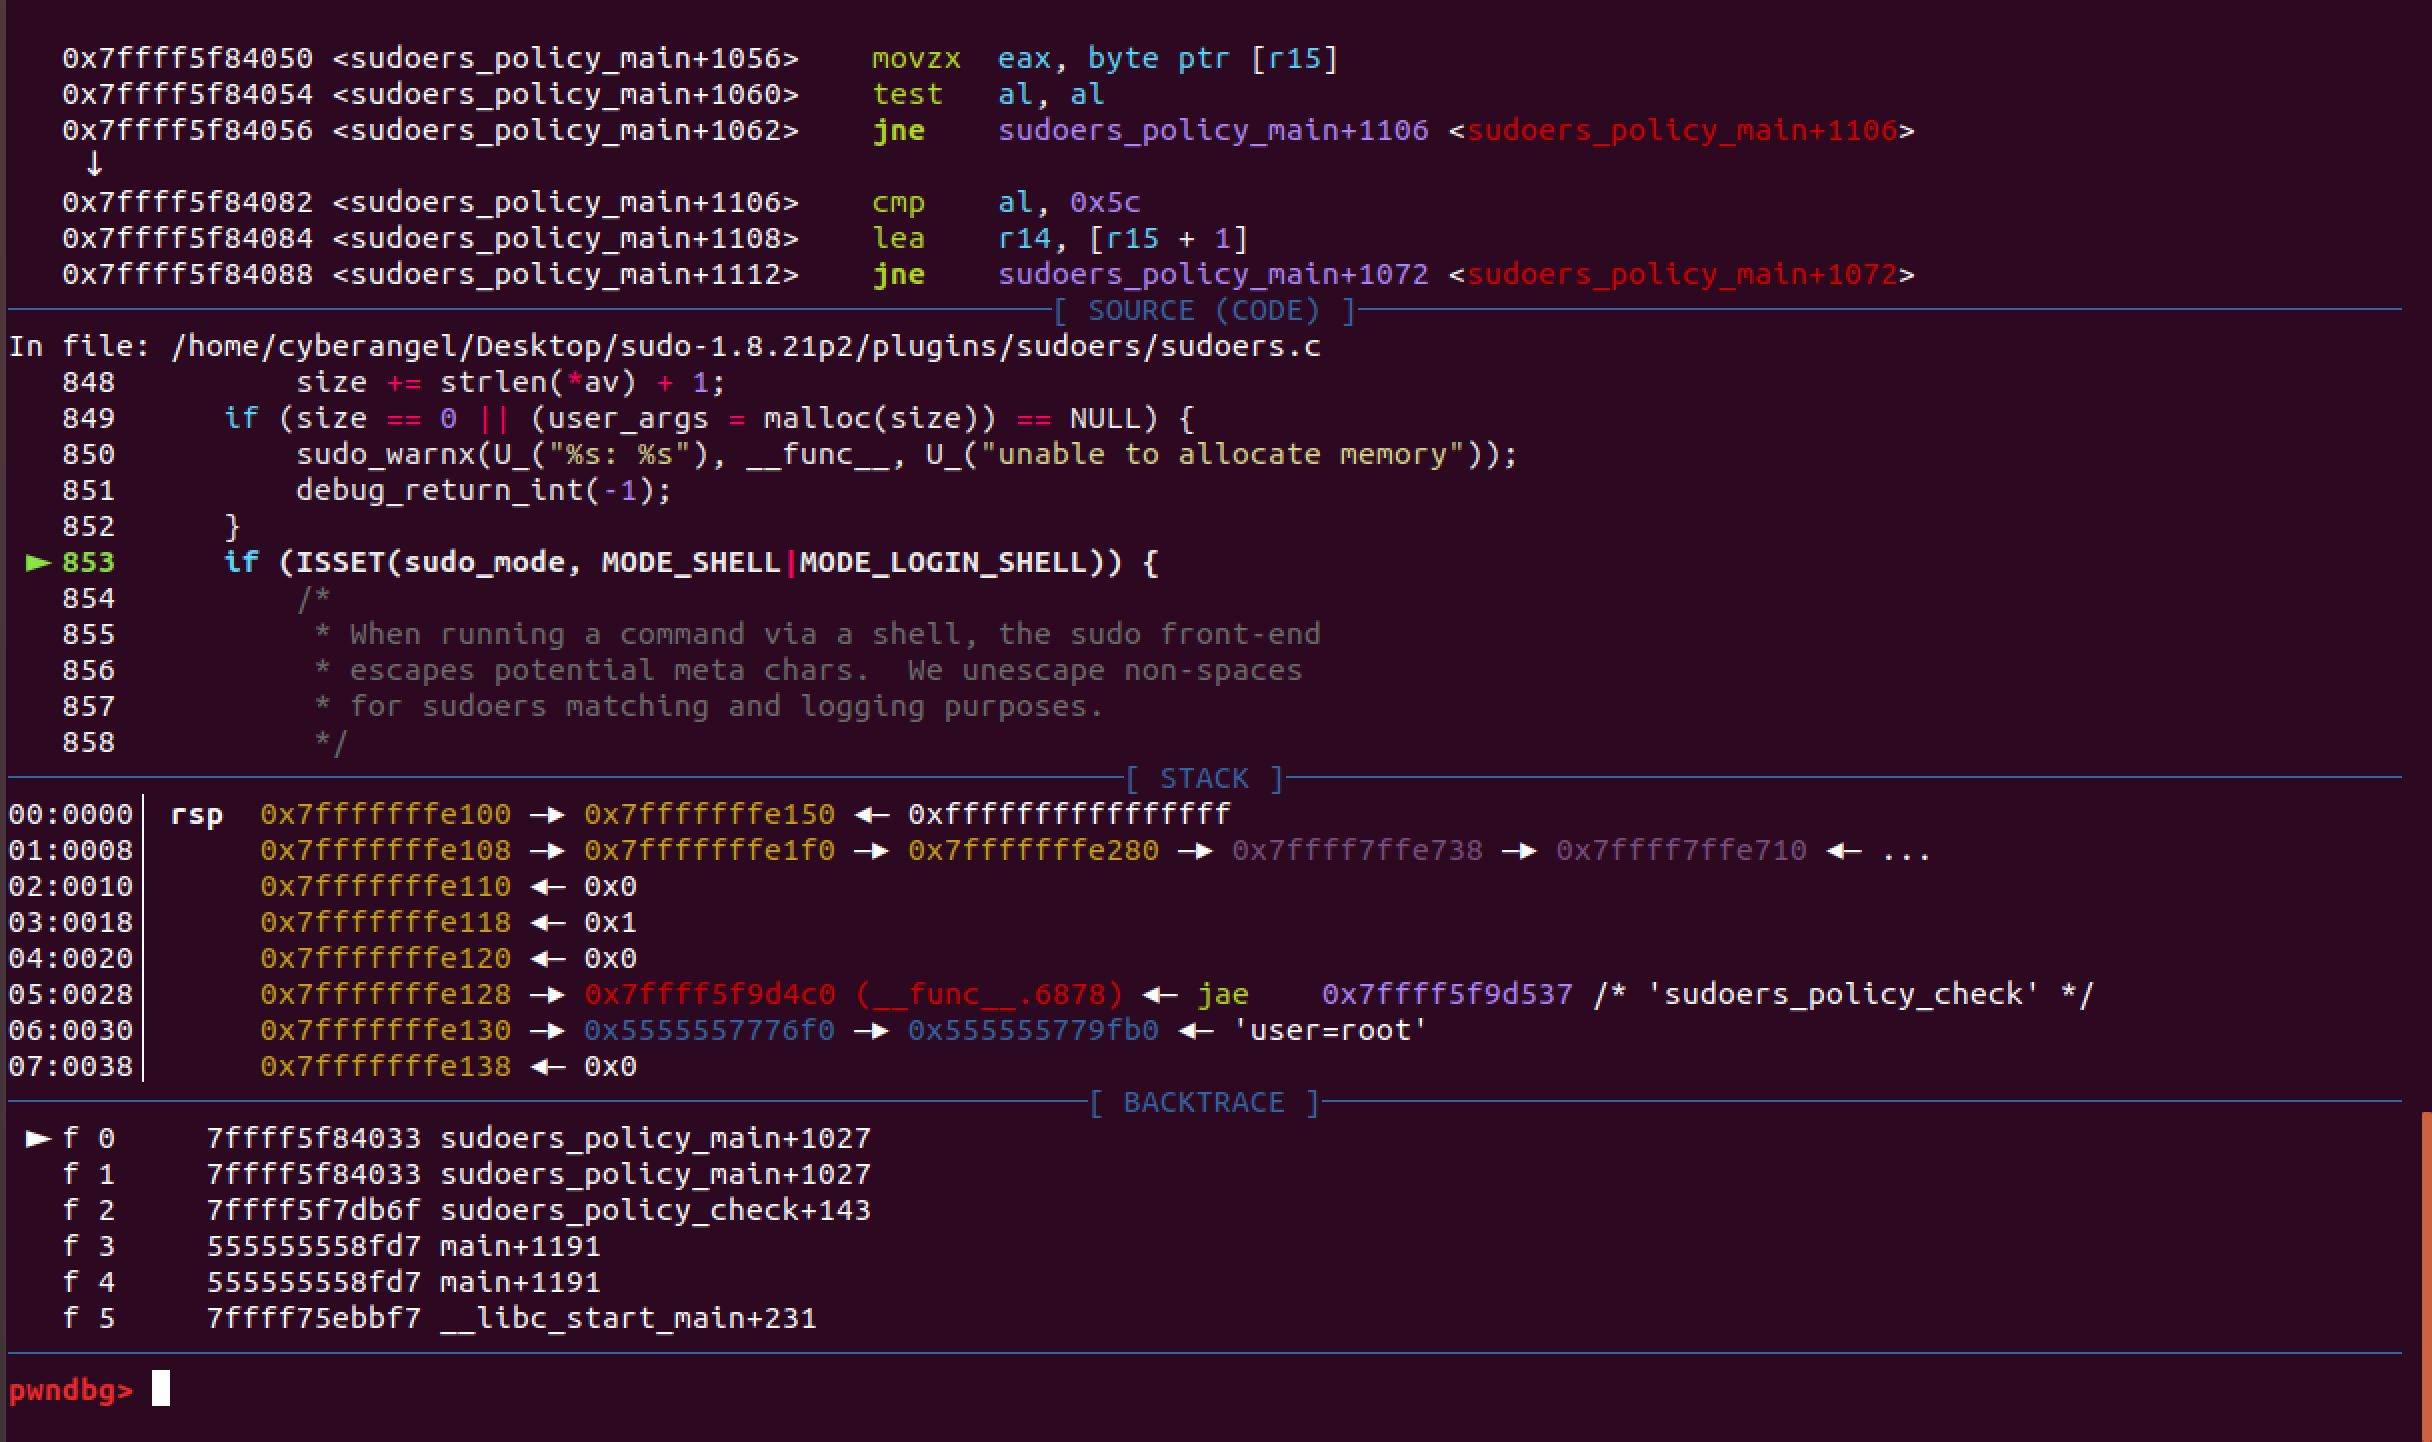 0x7ffff5f84050 <sudoers_policy_main+1056>    movzx  eax, byte ptr [r15]
0x7ffff5f84054 <sudoers_policy_main+1060>    test   al, al
0x7ffff5f84056 <sudoers_policy_main+1062>    jne    sudoers_policy_main+1106 <sudoers_policy_main+1106>
↓
0x7ffff5f84082 <sudoers_policy_main+1106>    cmp    al, 0x5c
0x7ffff5f84084 <sudoers_policy_main+1108>    lea    r14, [r15 + 1]
0x7ffff5f84088 <sudoers_policy_main+1112>    jne    sudoers_policy_main+1072 <sudoers_policy_main+1072>
[ SOURCE (CODE) ]
In file: /home/cyberangel/Desktop/sudo-1.8.21p2/plugins/sudoers/sudoers.c
848          size += strlen(*av) + 1;
849      if (size == 0 || (user_args = malloc(size)) == NULL) {
850          sudo_warnx(U_("%s: %s"), __func__, U_("unable to allocate memory"));
851          debug_return_int(-1);
852      }
► 853      if (ISSET(sudo_mode, MODE_SHELL|MODE_LOGIN_SHELL)) {
854          /*
855           * When running a command via a shell, the sudo front-end
856           * escapes potential meta chars.  We unescape non-spaces
857           * for sudoers matching and logging purposes.
858           */
[ STACK ]
00:0000│ rsp  0x7fffffffe100 —▸ 0x7fffffffe150 ◂— 0xffffffffffffffff
01:0008│      0x7fffffffe108 —▸ 0x7fffffffe1f0 —▸ 0x7fffffffe280 —▸ 0x7ffff7ffe738 —▸ 0x7ffff7ffe710 ◂— ...
02:0010│      0x7fffffffe110 ◂— 0x0
03:0018│      0x7fffffffe118 ◂— 0x1
04:0020│      0x7fffffffe120 ◂— 0x0
05:0028│      0x7fffffffe128 —▸ 0x7ffff5f9d4c0 (__func__.6878) ◂— jae    0x7ffff5f9d537 /* 'sudoers_policy_check' */
06:0030│      0x7fffffffe130 —▸ 0x5555557776f0 —▸ 0x555555779fb0 ◂— 'user=root'
07:0038│      0x7fffffffe138 ◂— 0x0
[ BACKTRACE ]
► f 0     7ffff5f84033 sudoers_policy_main+1027
f 1     7ffff5f84033 sudoers_policy_main+1027
f 2     7ffff5f7db6f sudoers_policy_check+143
f 3     555555558fd7 main+1191
f 4     555555558fd7 main+1191
f 5     7ffff75ebbf7 __libc_start_main+231
pwndbg>